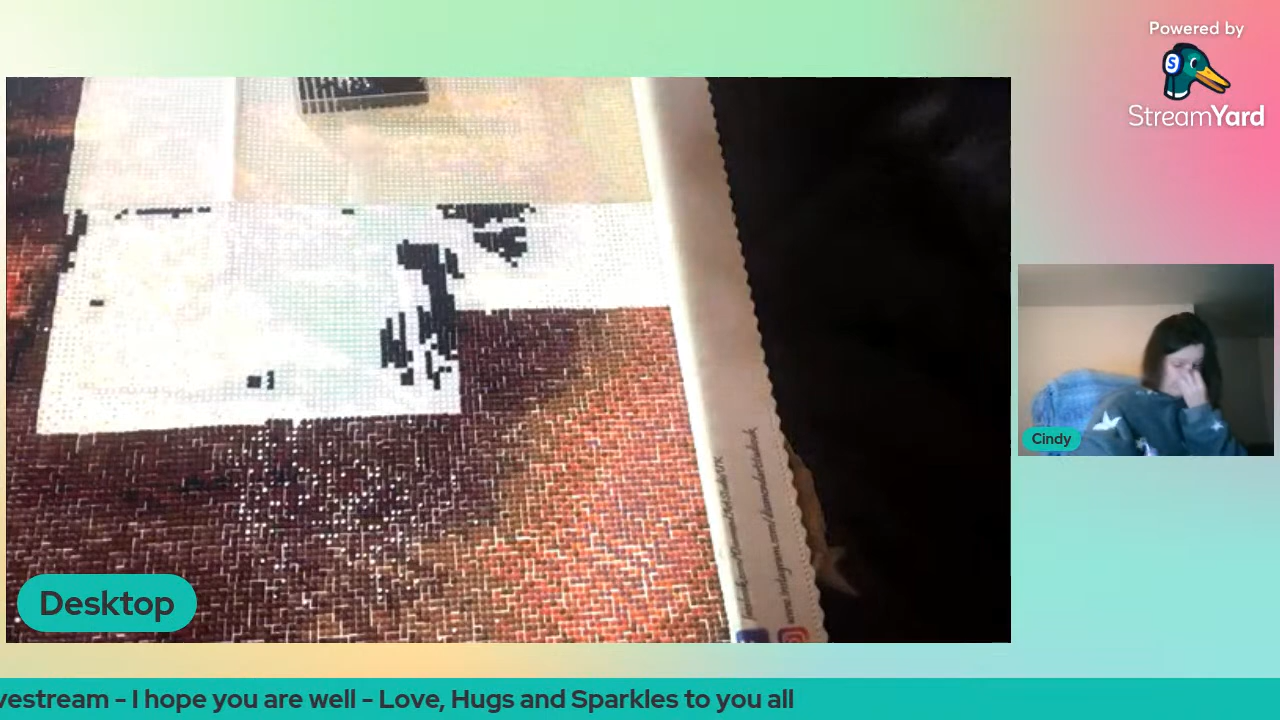 Powered by
StreamYard
Cindy
Desktop
vestream - I hope you are well - Love, Hugs and Sparkles to you all